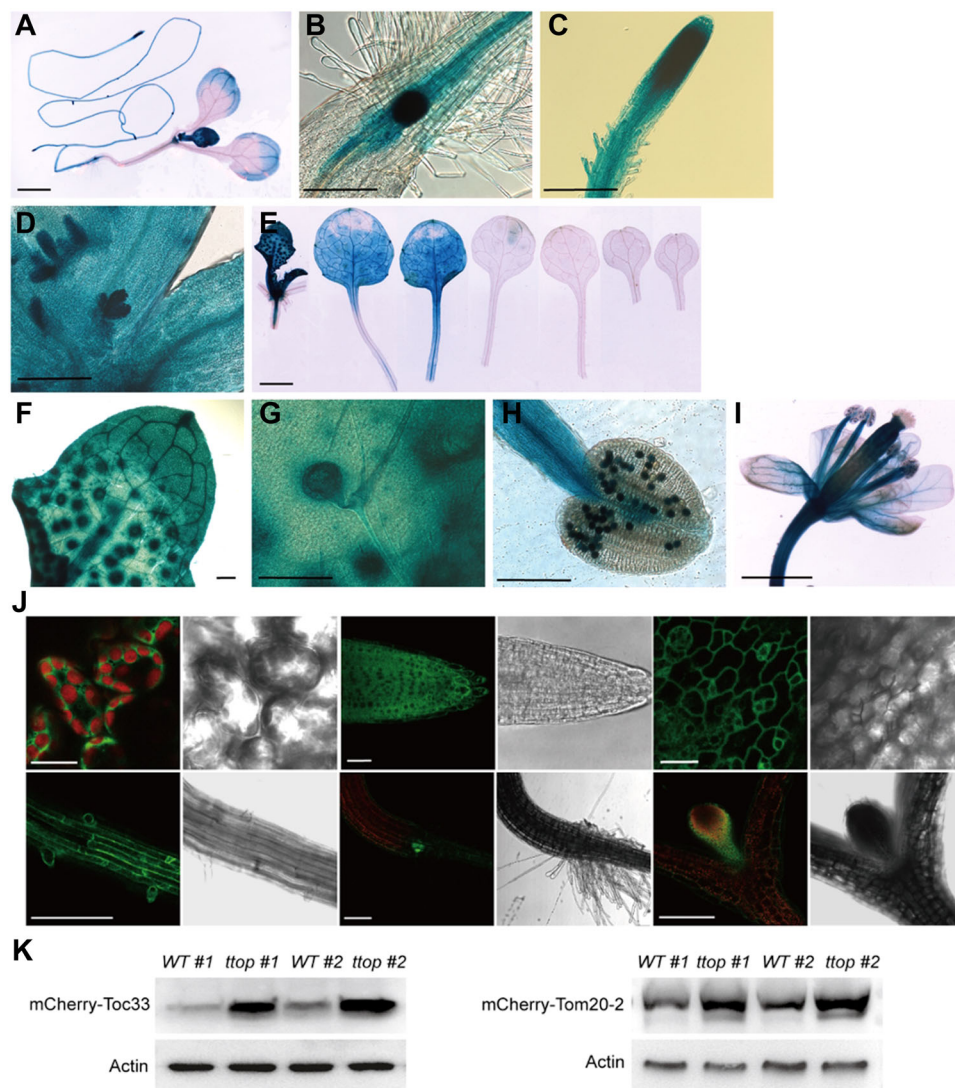 A
B
C
D
E
F
G
H
I
J
K
WT #1 ttop #1 WT #2 ttop #2
mCherry-Toc33
Actin
WT #1 ttop #1 WT #2 ttop #2
mCherry-Tom20-2
Actin